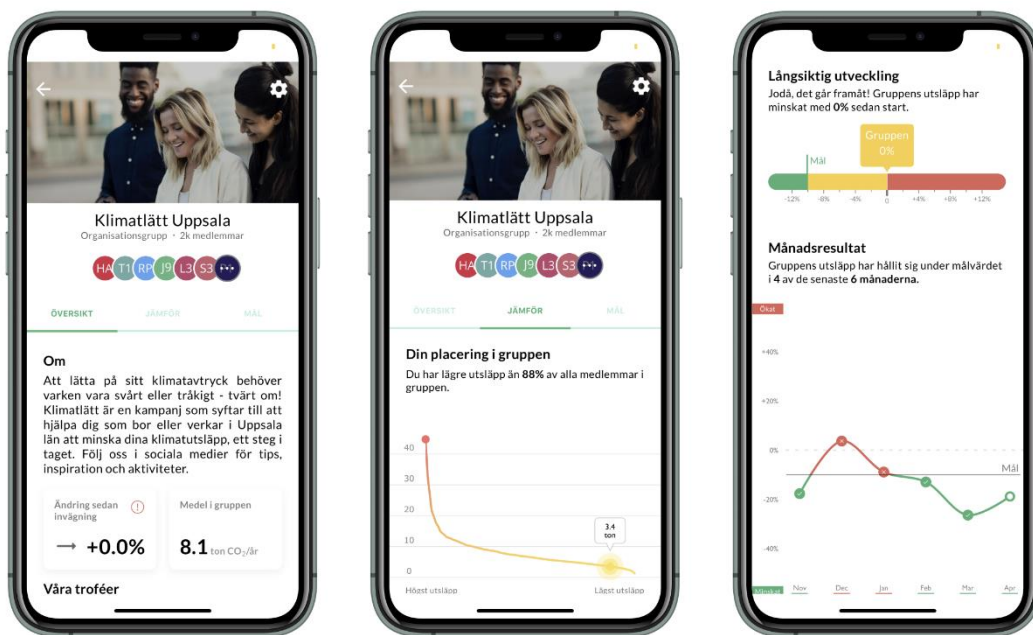 Klimatlätt Uppsala
Organisationsgrupp · 2k medlemmar
HA T1 RP J9 L3 S3
ÖVERSIKT JÄMFÖR MÅL
Om
Att lätta på sitt klimatavtryck behöver
varken vara svårt eller tråkigt - tvärt om!
Klimatlätt är en kampanj som syftar till att
hjälpa dig som bor eller verkar i Uppsala
län att minska dina klimatutsläpp, ett steg i
taget. Följ oss i sociala medier för tips,
inspiration och aktiviteter.
Ändring sedan
invägning
→ +0.0%
Medel i gruppen
8.1 ton CO₂/år
Våra troféer
Klimatlätt Uppsala
Organisationsgrupp · 2k medlemmar
HA T1 RP J9 L3 S3
ÖVERSIKT JÄMFÖR MÅL
Din placering i gruppen
Du har lägre utsläpp än 88% av alla medlemmar i
gruppen.
40
30
20
10
0
3.4
ton
Högst utsläpp Lägst utsläpp
Långsiktig utveckling
Jodå, det går framåt! Gruppens utsläpp har
minskat med 0% sedan start.
Gruppen
0%
Mål
-12% -8% -4% 0 +4% +8% +12%
Månadsresultat
Gruppens utsläpp har hållit sig under målvärdet
i 4 av de senaste 6 månaderna.
Ökat
+40%
+20%
0%
Mål
-20%
-40%
Minskat Nov Dec Jan Feb Mar Apr